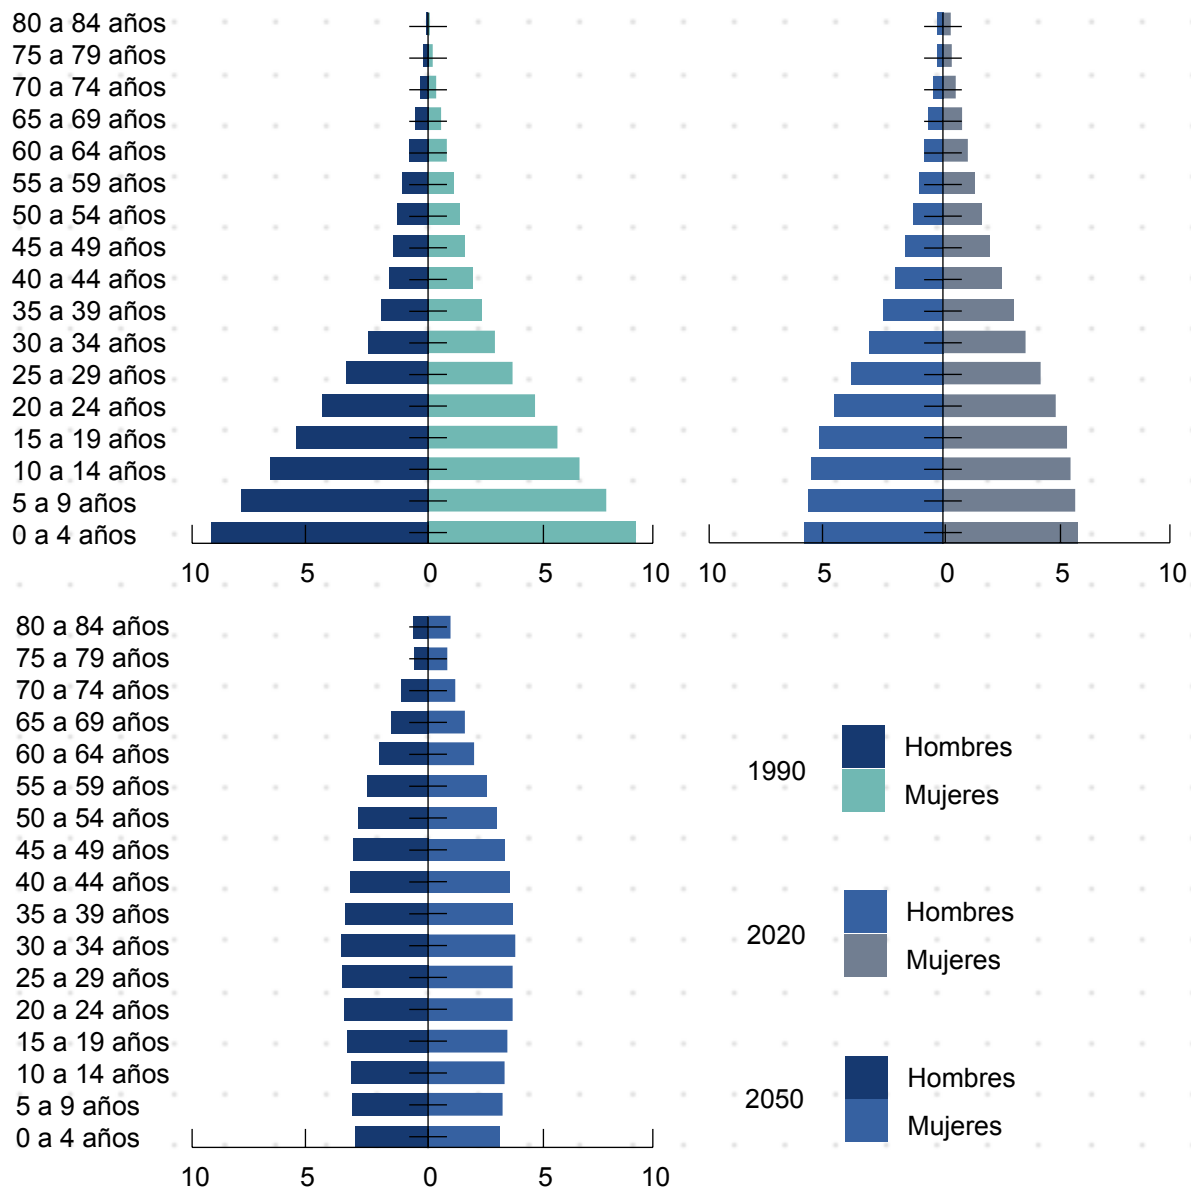 80 a 84 años
75 a 79 años
70 a 74 años
65 a 69 años
60 a 64 años
55 a 59 años
50 a 54 años
45 a 49 años
40 a 44 años
35 a 39 años
30 a 34 años
25 a 29 años
20 a 24 años
15 a 19 años
10 a 14 años
5 a 9 años
0 a 4 años
10 5 0 5 10
10 5 0 5 10
80 a 84 años
75 a 79 años
70 a 74 años
65 a 69 años
60 a 64 años
55 a 59 años
50 a 54 años
45 a 49 años
40 a 44 años
35 a 39 años
30 a 34 años
25 a 29 años
20 a 24 años
15 a 19 años
10 a 14 años
5 a 9 años
0 a 4 años
10 5 0 5 10
1990
Hombres
Mujeres
2020
Hombres
Mujeres
2050
Hombres
Mujeres